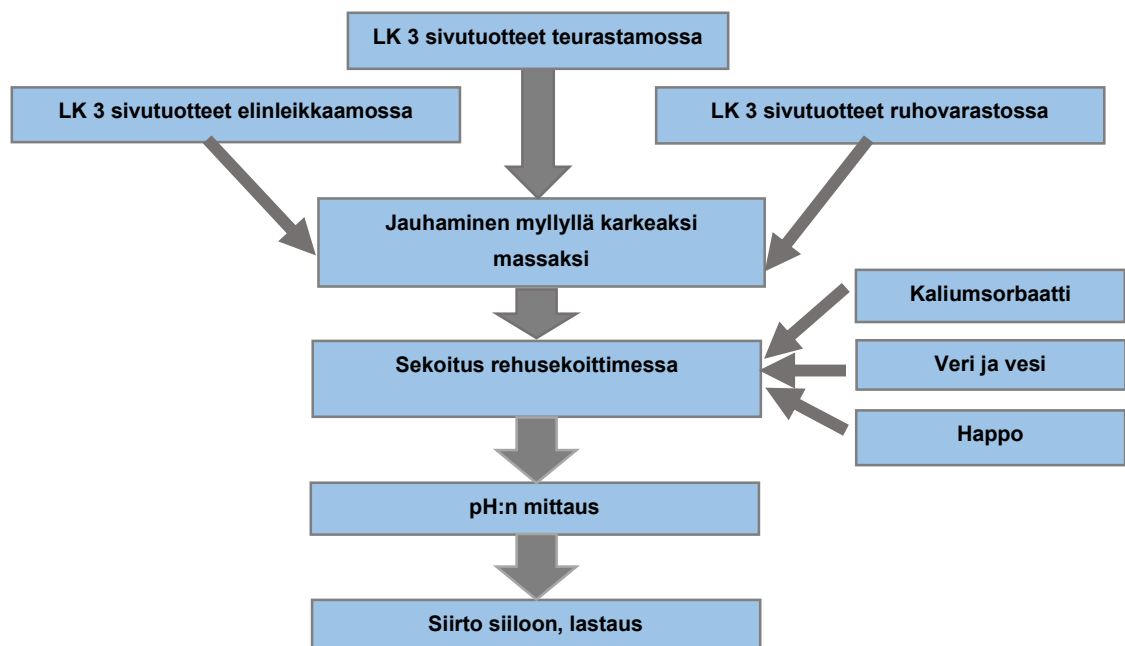 LK 3 sivutuotteet teurastamossa
LK 3 sivutuotteet elinleikkaamossa
LK 3 sivutuotteet ruhovarastossa
Jauhaminen myllyllä karkeaksi
massaksi
Kaliumsorbaatti
Sekoitus rehusekoittimessa
Veri ja vesi
Happo
pH:n mittaus
Siirto siiloon, lastaus